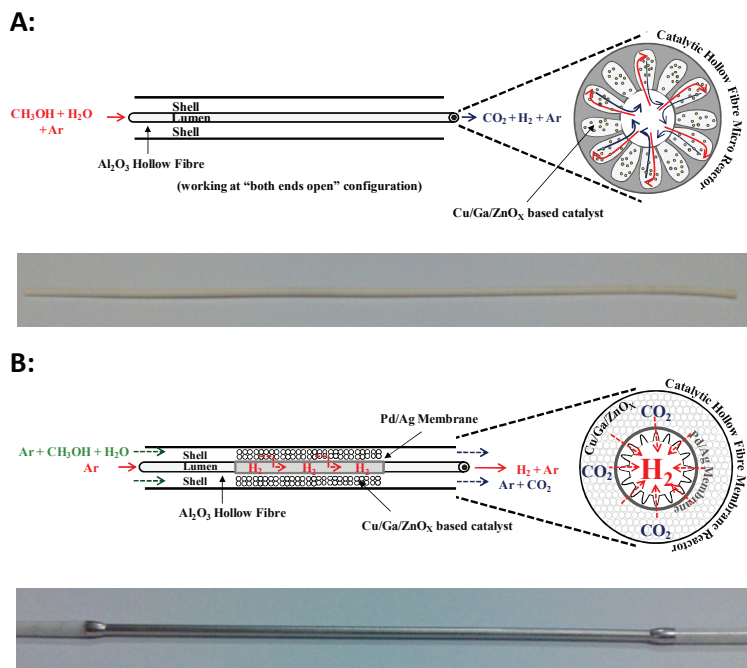 A:
Shell
Lumen
Shell
CH₃OH + H₂O
+ Ar
CO₂ + H₂ + Ar
Al₂O₃ Hollow Fibre
(working at “both ends open” configuration)
Cu/Ga/ZnOX based catalyst
Catalytic Hollow Fibre Micro Reactor
B:
Pd/Ag Membrane
Ar + CH₃OH + H₂O
Ar
Shell
Lumen
Shell
H₂ H₂ H₂
H₂ + Ar
Ar + CO₂
Al₂O₃ Hollow Fibre
Cu/Ga/ZnOX based catalyst
Catalytic Hollow Fibre Membrane Reactor
Cu/Ga/ZnOX
Pd/Ag Membrane
CO₂
CO₂
CO₂
H₂